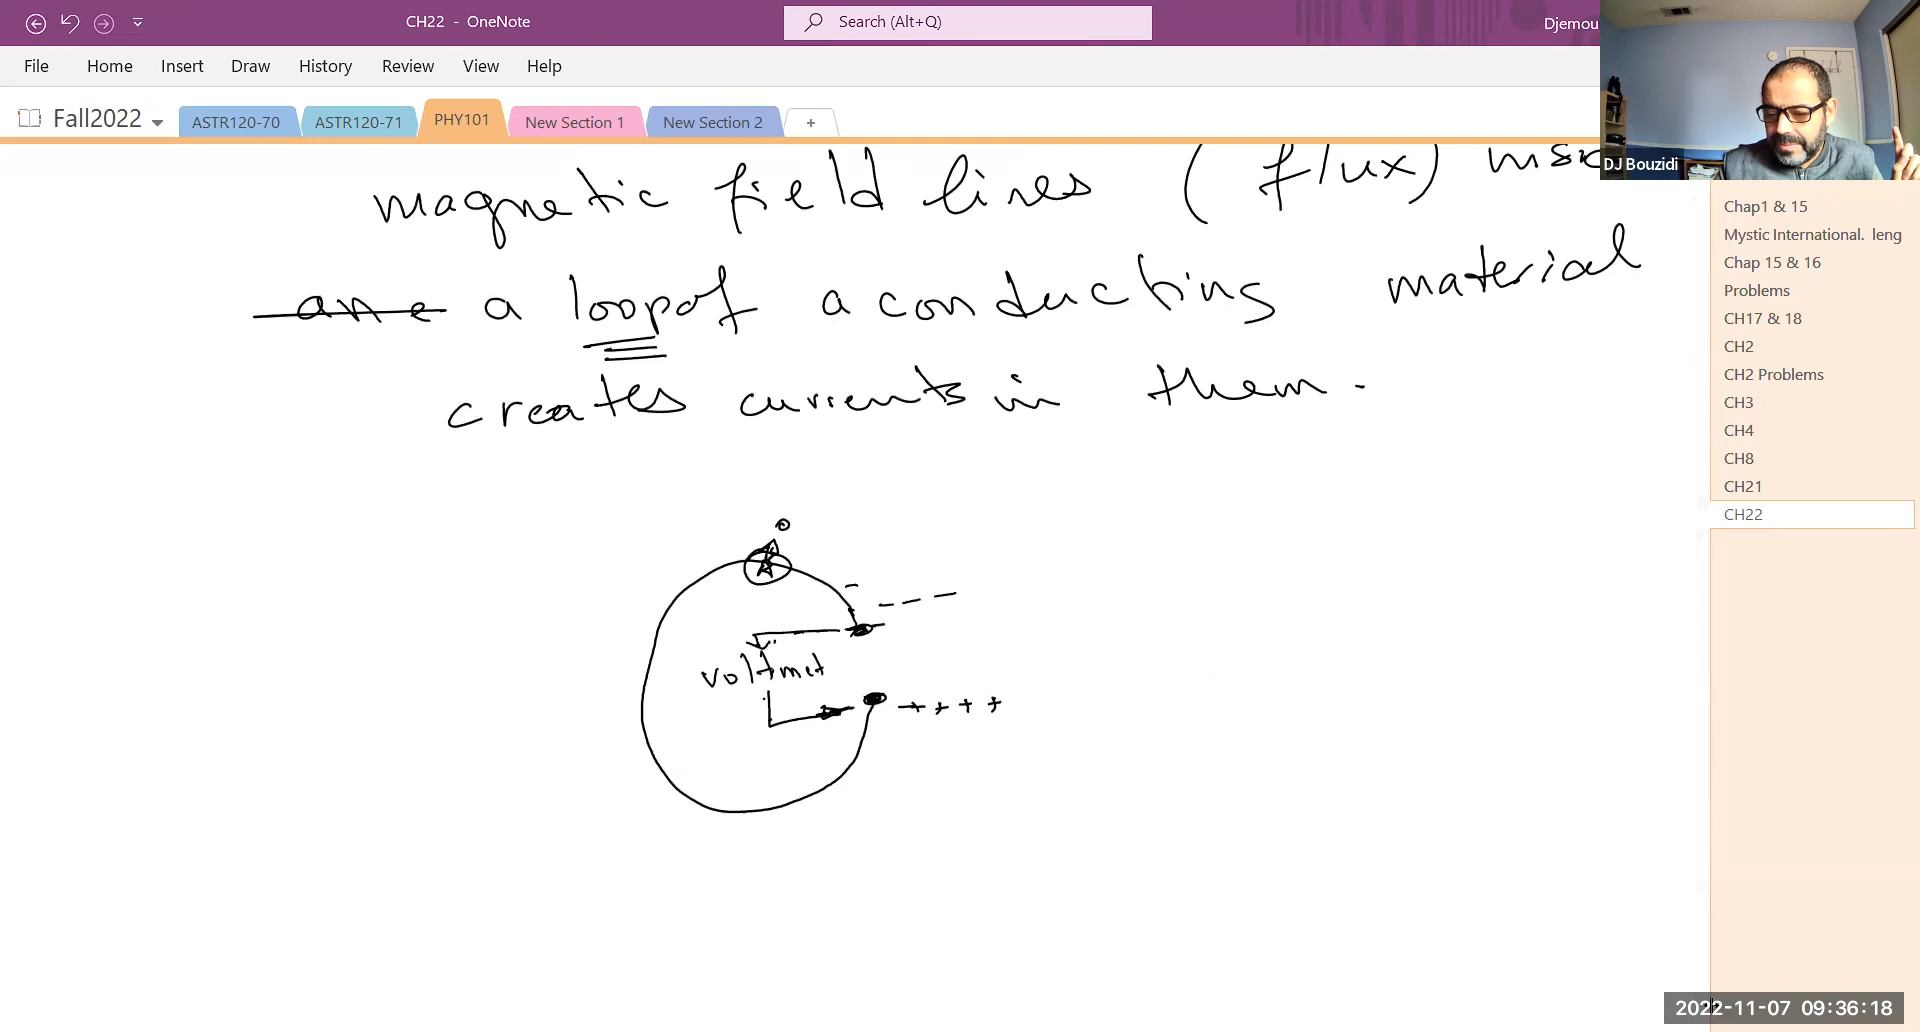 CH22 - OneNote
Search (Alt+Q)
Djemou
File Home Insert Draw History Review View Help
Fall2022 ASTR120-70 ASTR120-71 PHY101 New Section 1 New Section 2 +
DJ Bouzidi
magnetic field lines (flux)
ane a loop of a conducting material
creates currents in them.
- - - -
voltmet
+ + + +
Chap1 & 15
Mystic International. leng
Chap 15 & 16
Problems
CH17 & 18
CH2
CH2 Problems
CH3
CH4
CH8
CH21
CH22
2022-11-07 09:36:18